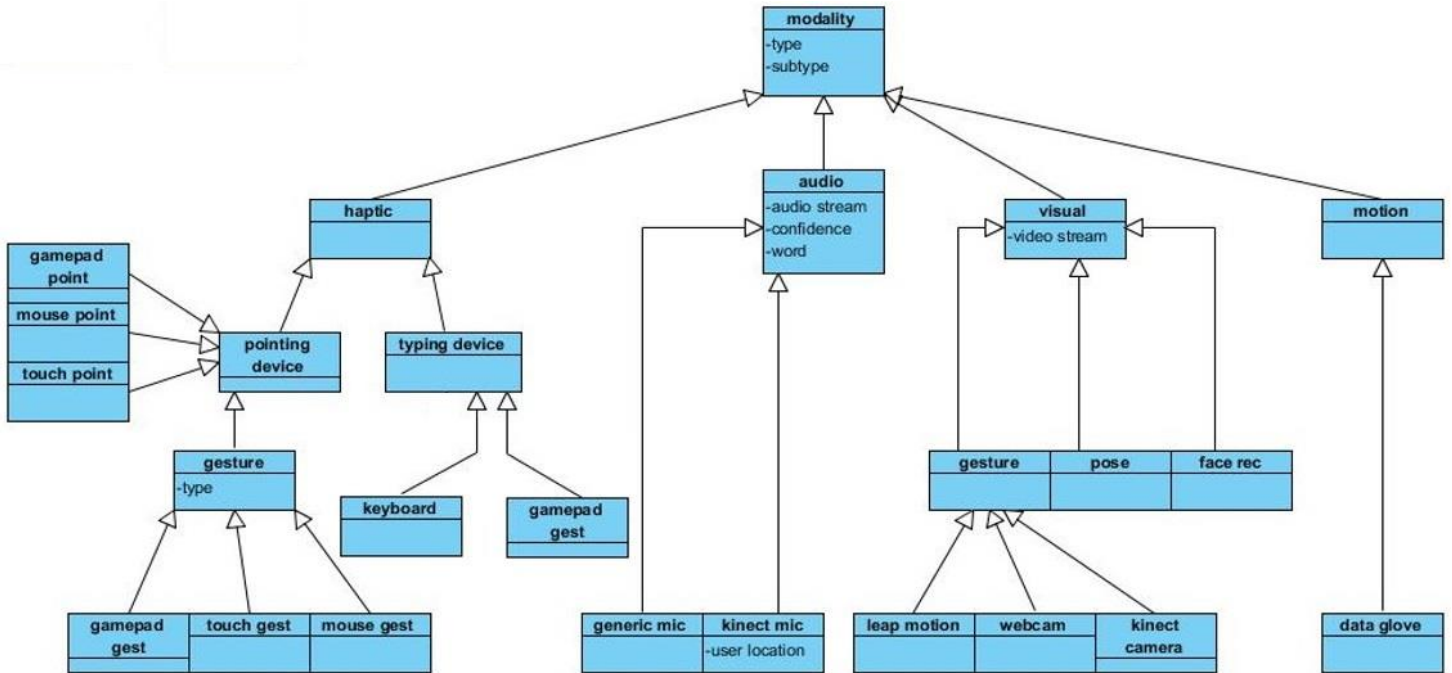 modality
-type
-subtype
haptic
audio
-audio stream
-confidence
-word
visual
-video stream
motion
gamepad
point
mouse point
touch point
pointing
device
typing device
gesture
-type
keyboard
gamepad
gest
gesture
pose
face rec
gamepad
gest
touch gest
mouse gest
generic mic
kinect mic
-user location
leap motion
webcam
kinect
camera
data glove